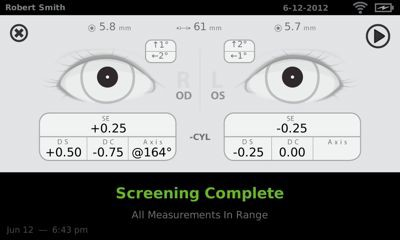 Robert Smith 6-12-2012
5.8 mm 61 mm 5.7 mm
↑1° ↑2°
←2° ←1°
R L
OD OS
SE SE
+0.25 -0.25
-CYL
DS DC Axis DS DC Axis
+0.50 -0.75 @164° -0.25 0.00
Screening Complete
All Measurements In Range
Jun 12 — 6:43 pm